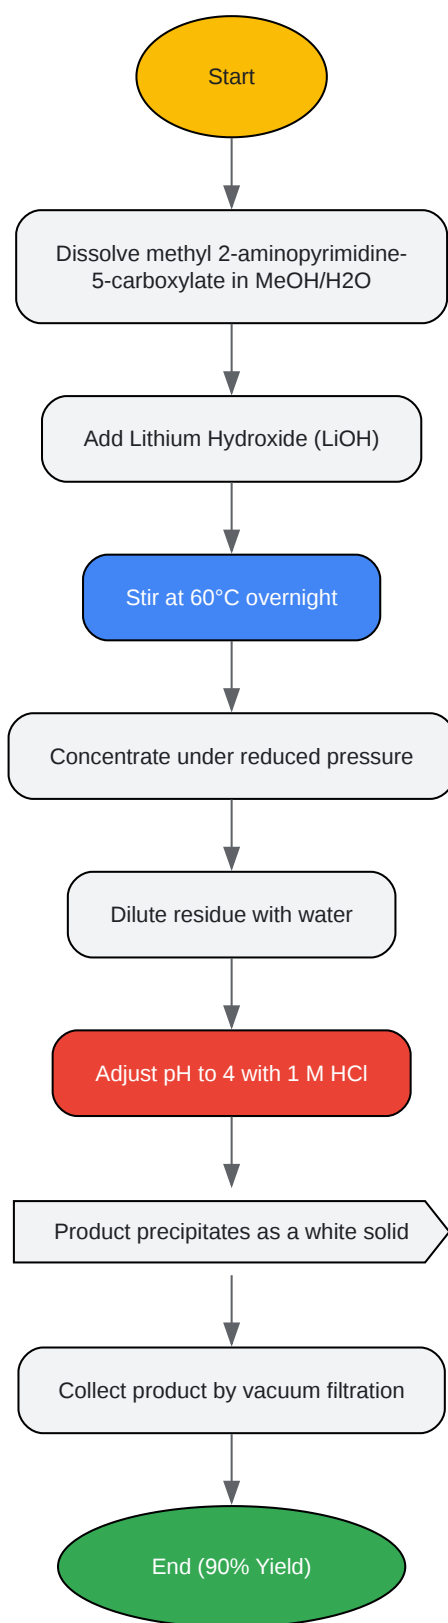 Start
Dissolve methyl 2-aminopyrimidine-
5-carboxylate in MeOH/H2O
Add Lithium Hydroxide (LiOH)
Stir at 60°C overnight
Concentrate under reduced pressure
Dilute residue with water
Adjust pH to 4 with 1 M HCl
Product precipitates as a white solid
Collect product by vacuum filtration
End (90% Yield)